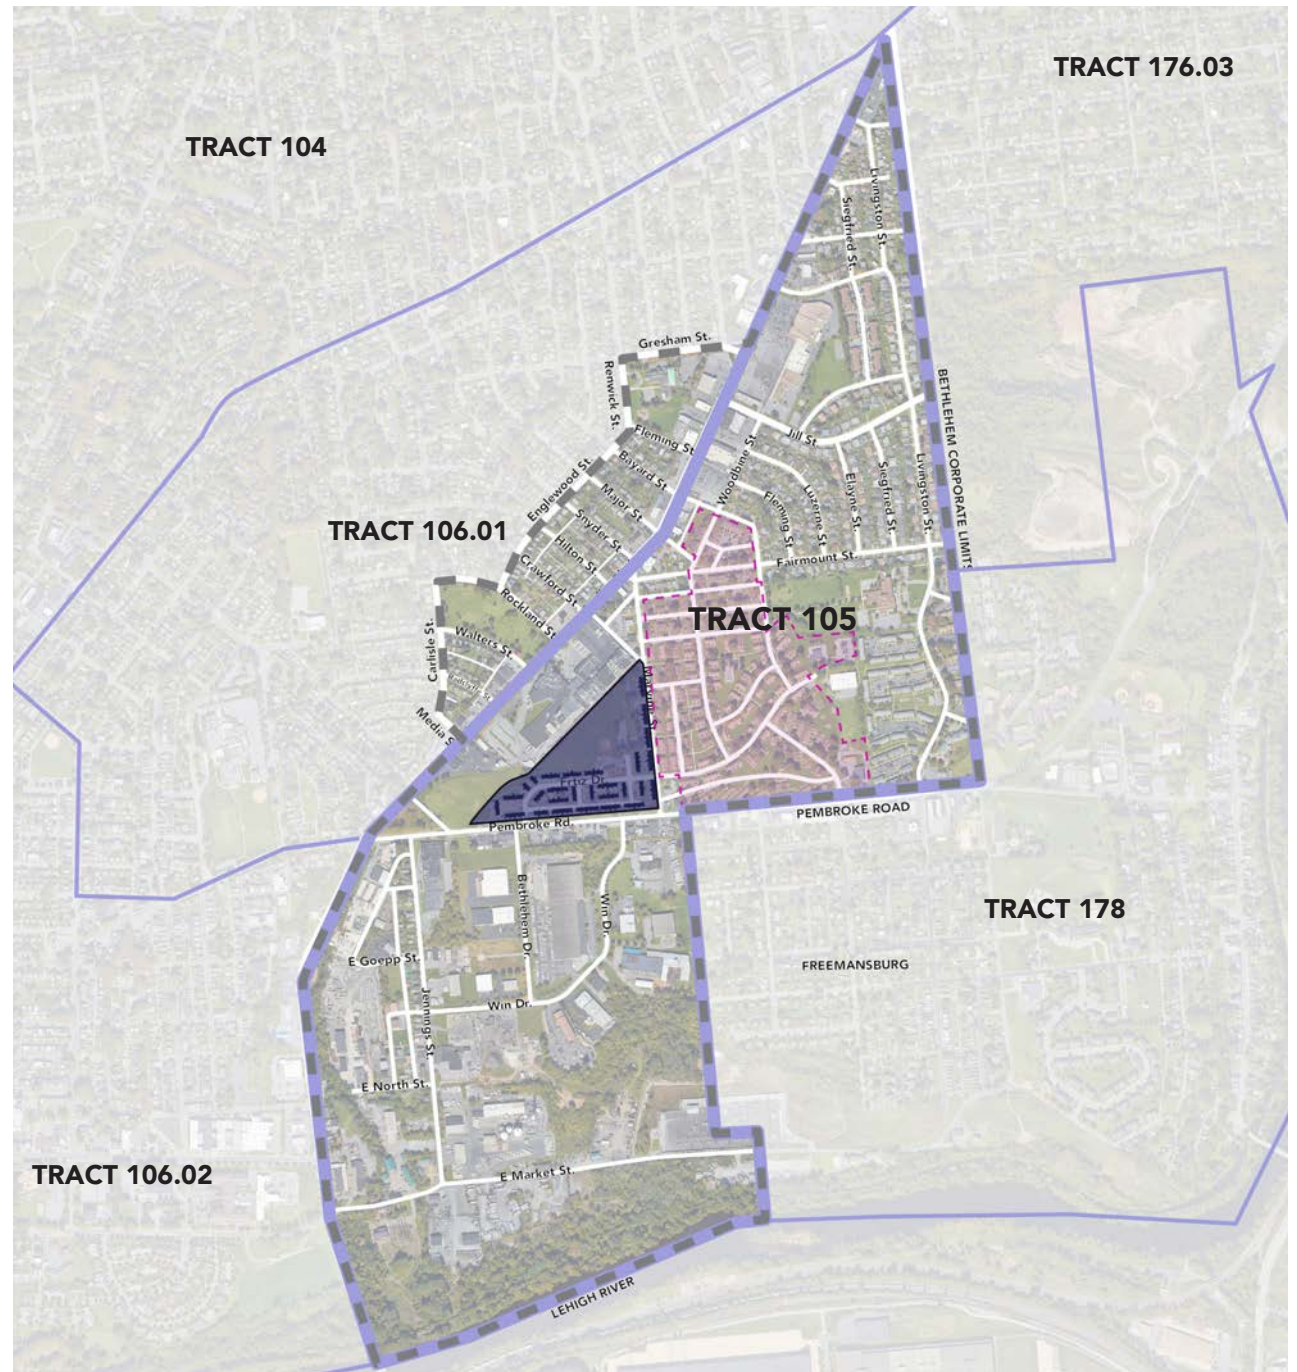 TRACT 176.03
TRACT 104
Livingston St.
Siegfried St.
Gresham St.
Renwick St.
BETHLEHEM CORPORATE LIMITS
Jill St.
Fleming St.
Woodbine St.
Bayard St.
Englewood St.
Major St.
Luzerne St.
Elayne St.
Siegfried St.
Livingston St.
Fleming St.
Snyder St.
TRACT 106.01
Hilton St.
Fairmount St.
Crawford St.
Rockland St.
TRACT 105
Carlisle St.
Walters St.
Media S
Ertiz Dr.
PEMBROKE ROAD
Pembroke Rd.
Bethlehem Dr.
Win Dr.
TRACT 178
E Goepp St.
FREEMANSBURG
Jennings St.
Win Dr.
E North St.
TRACT 106.02
E Market St.
LEHIGH RIVER